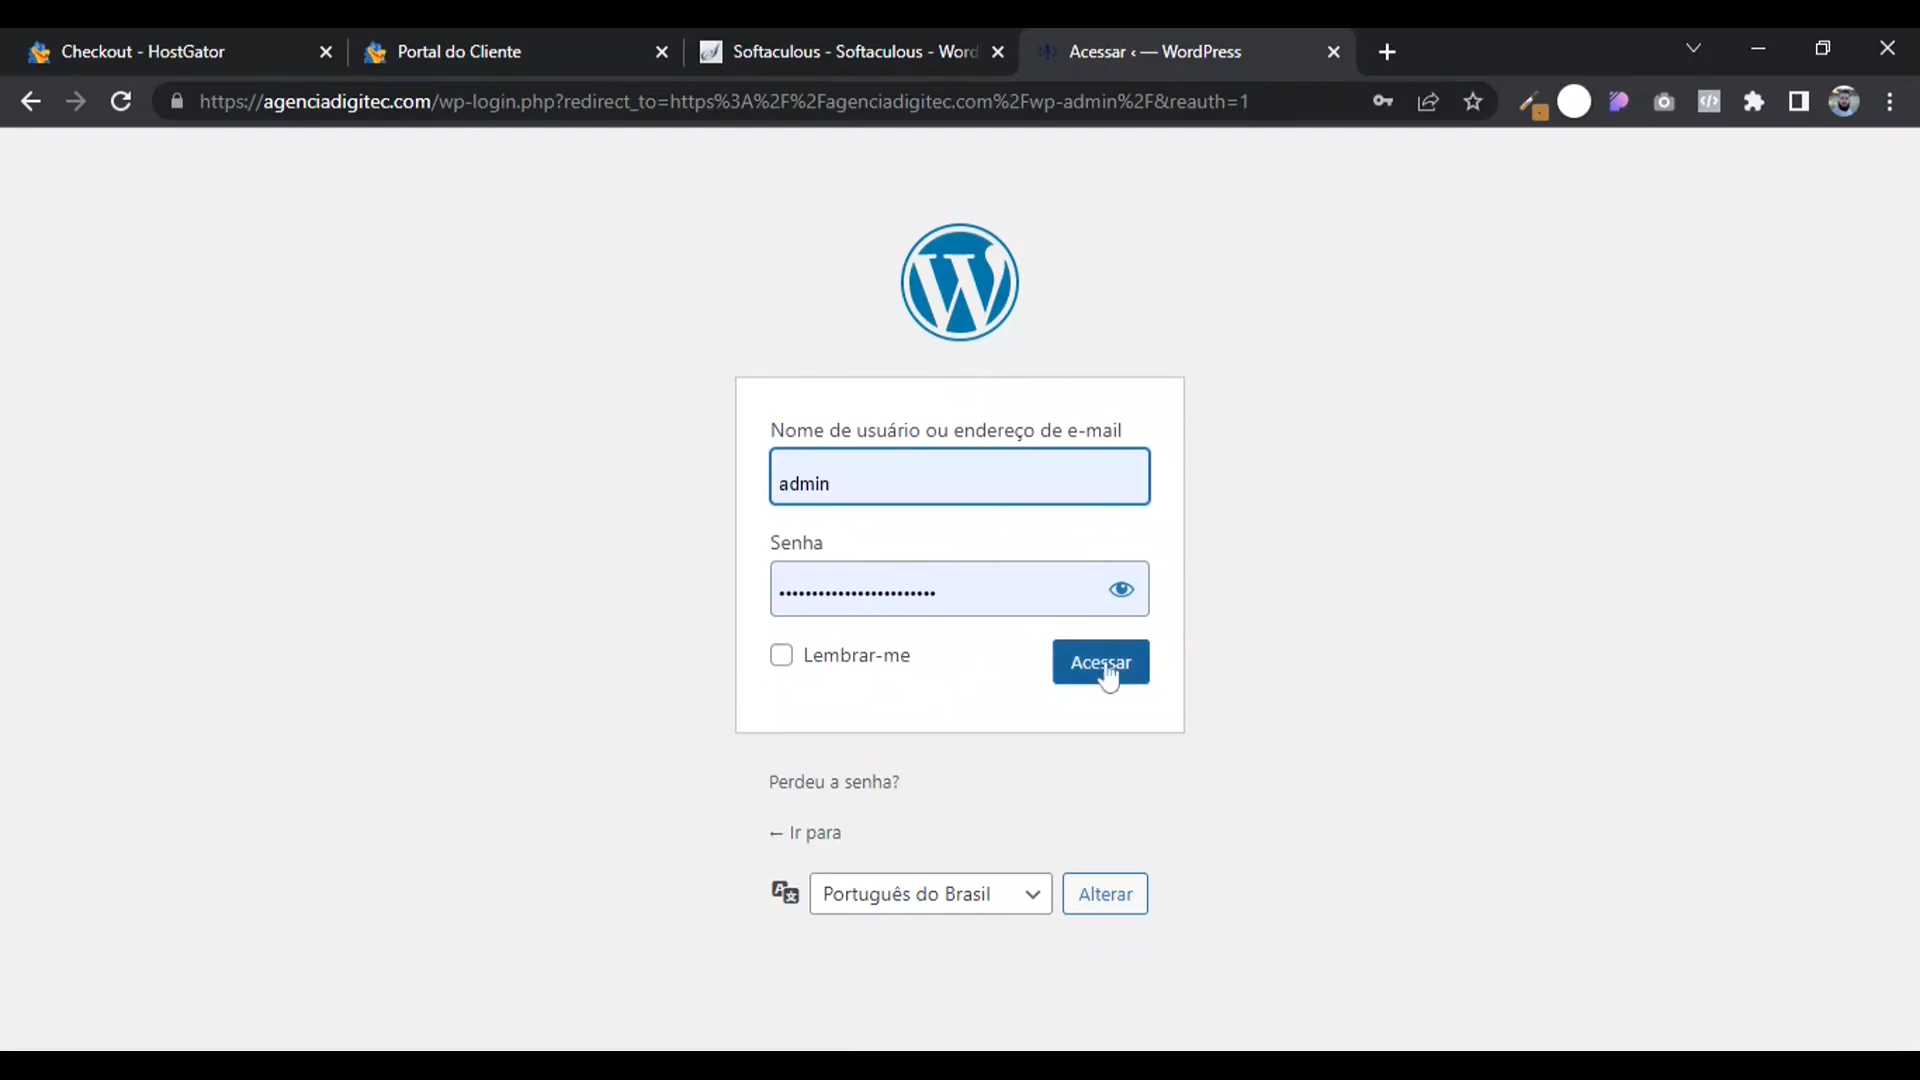 Checkout - HostGator
Portal do Cliente
Softaculous - Softaculous - Word
Acessar ‹ — WordPress
https://agenciadigitec.com/wp-login.php?redirect_to=https%3A%2F%2Fagenciadigitec.com%2Fwp-admin%2F&reauth=1
Nome de usuário ou endereço de e-mail
admin
Senha
••••••••••••••••••••••••
Lembrar-me
Acessar
Perdeu a senha?
← Ir para
Português do Brasil
Alterar